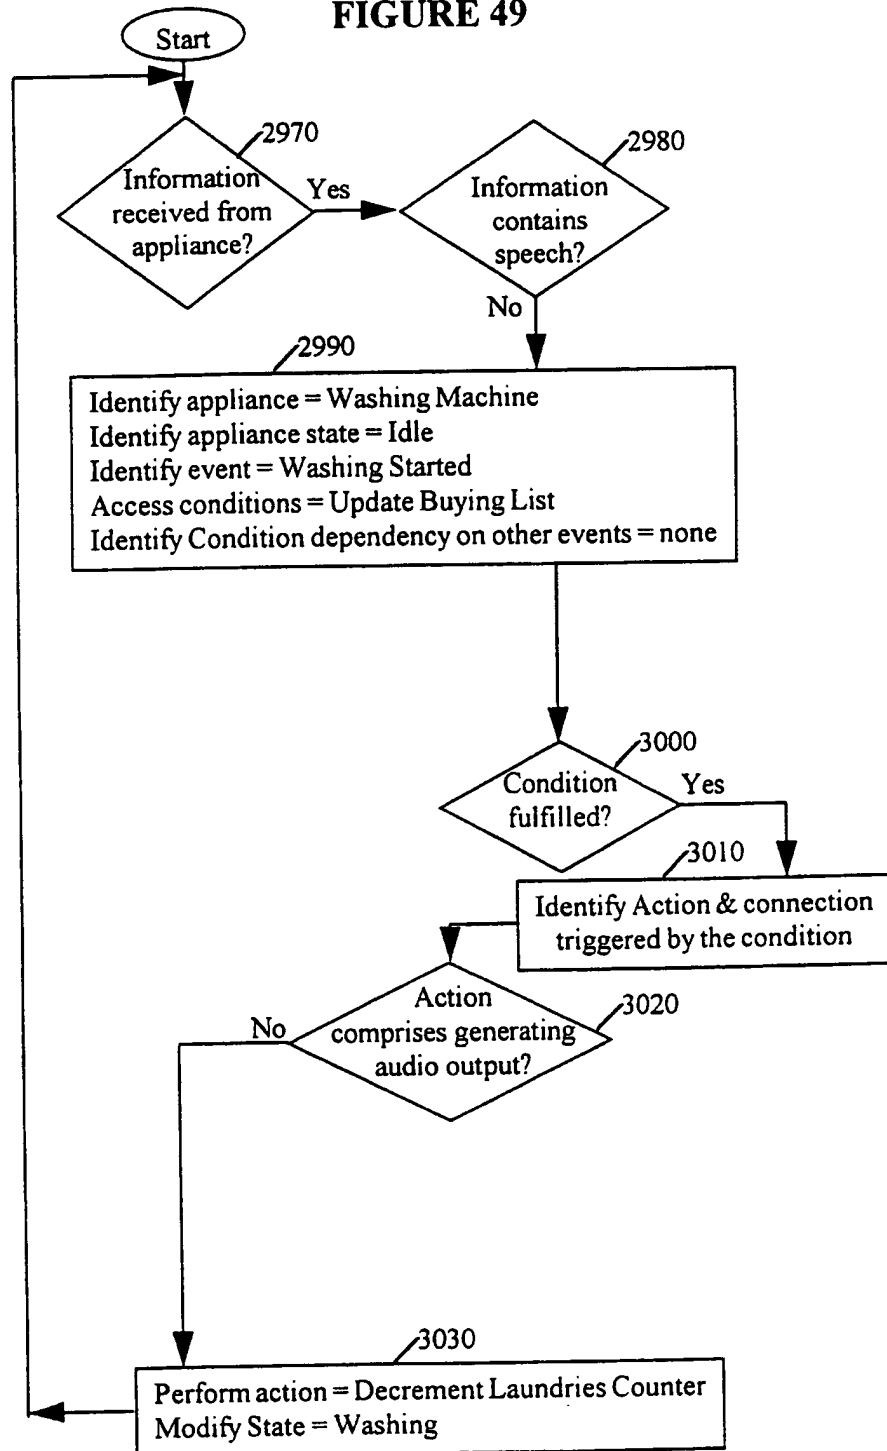 FIGURE 49
Start
2970
Information
received from
appliance?
Yes
2980
Information
contains
speech?
No
2990
Identify appliance = Washing Machine
Identify appliance state = Idle
Identify event = Washing Started
Access conditions = Update Buying List
Identify Condition dependency on other events = none
3000
Condition
fulfilled?
Yes
3010
Identify Action & connection
triggered by the condition
3020
Action
comprises generating
audio output?
No
3030
Perform action = Decrement Laundries Counter
Modify State = Washing